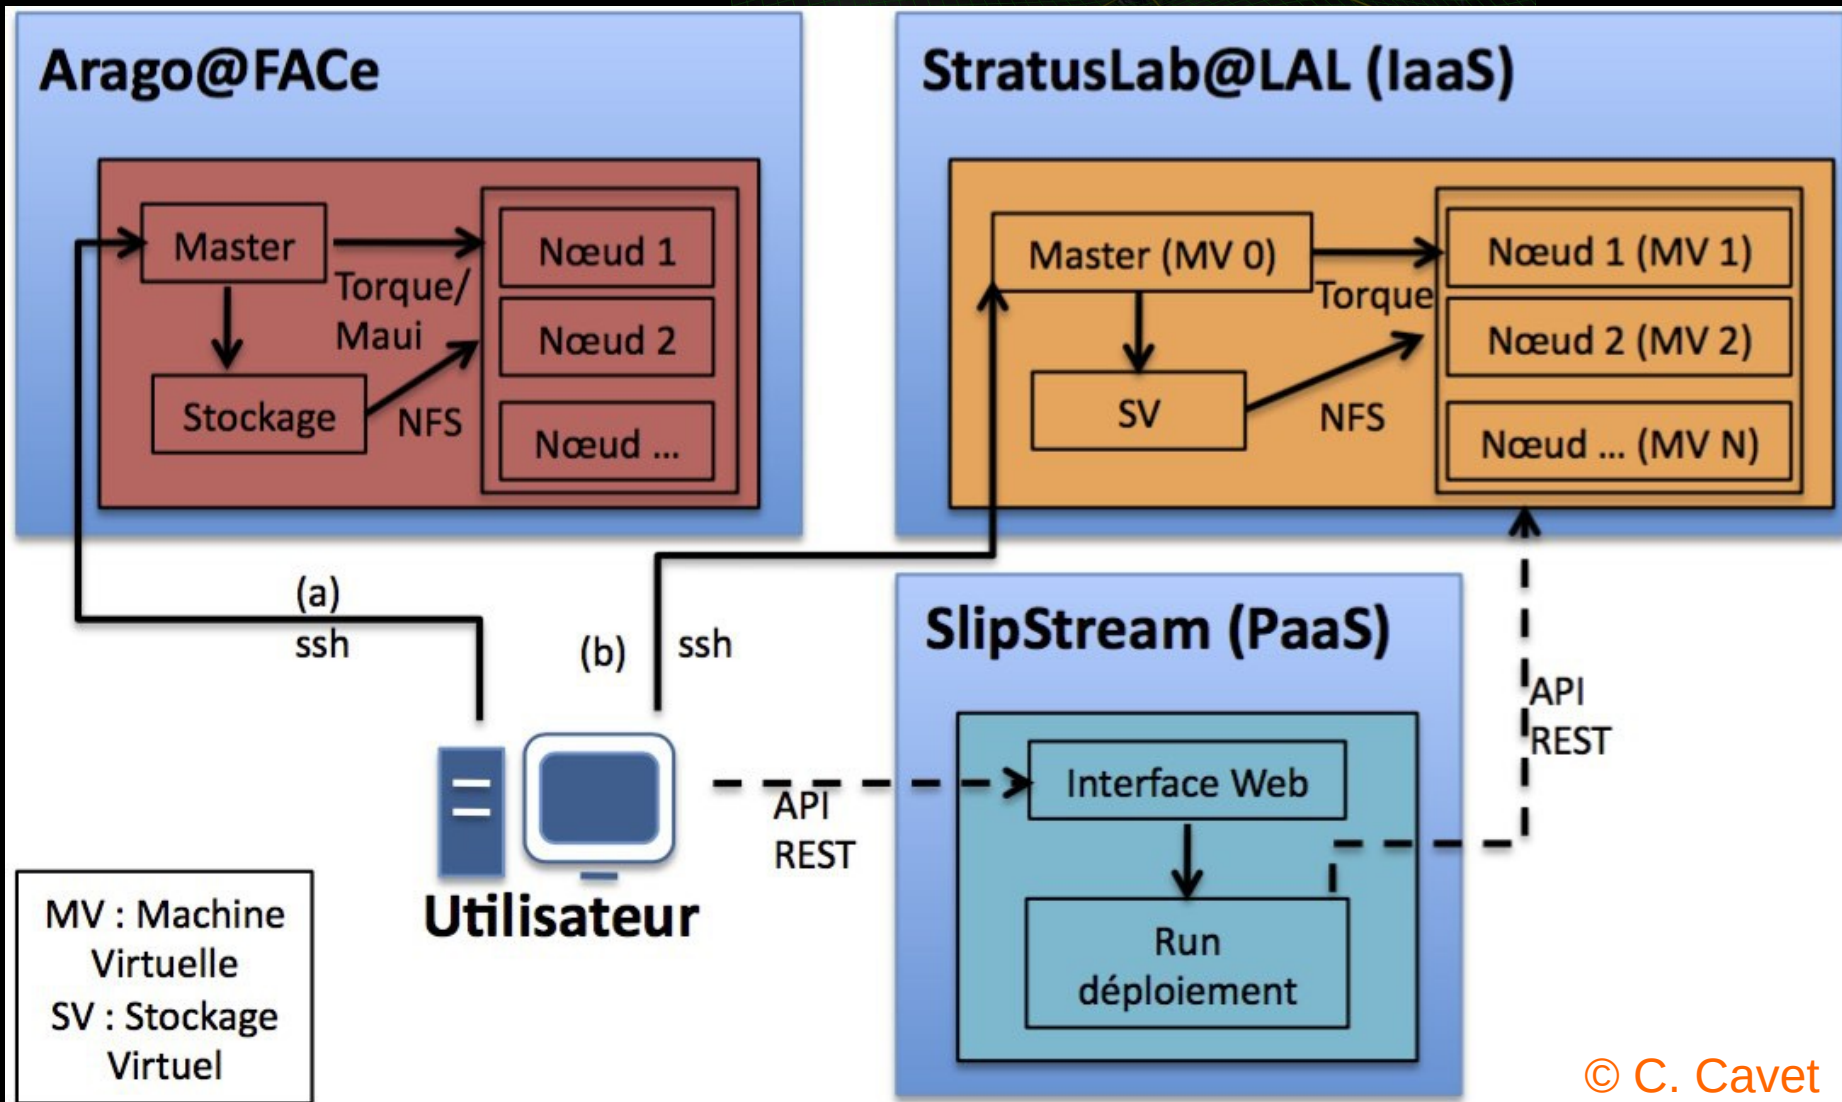 Arago@FACe
Master
Torque/
Maui
Stockage
NFS
Nœud 1
Nœud 2
Nœud ...
StratusLab@LAL (IaaS)
Master (MV 0)
Torque
SV
NFS
Nœud 1 (MV 1)
Nœud 2 (MV 2)
Nœud ... (MV N)
(a)
ssh
(b)
ssh
SlipStream (PaaS)
Interface Web
Run
déploiement
API
REST
API
REST
Utilisateur
MV : Machine
Virtuelle
SV : Stockage
Virtuel
© C. Cavet